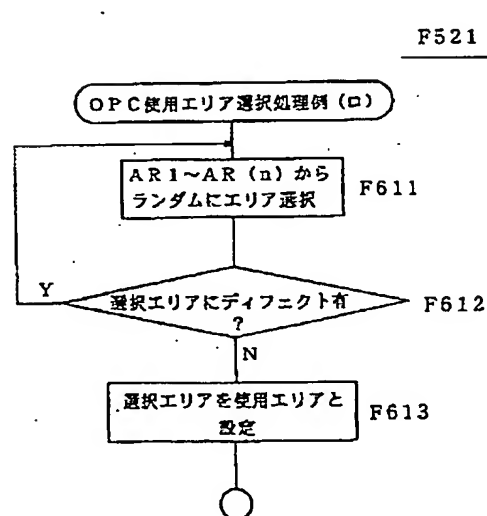 F521
OPC使用エリア選択処理例(ロ)
AR1~AR(n)から
ランダムにエリア選択
F611
Y
選択エリアにディフェクト有
?
F612
N
選択エリアを使用エリアと
設定
F613